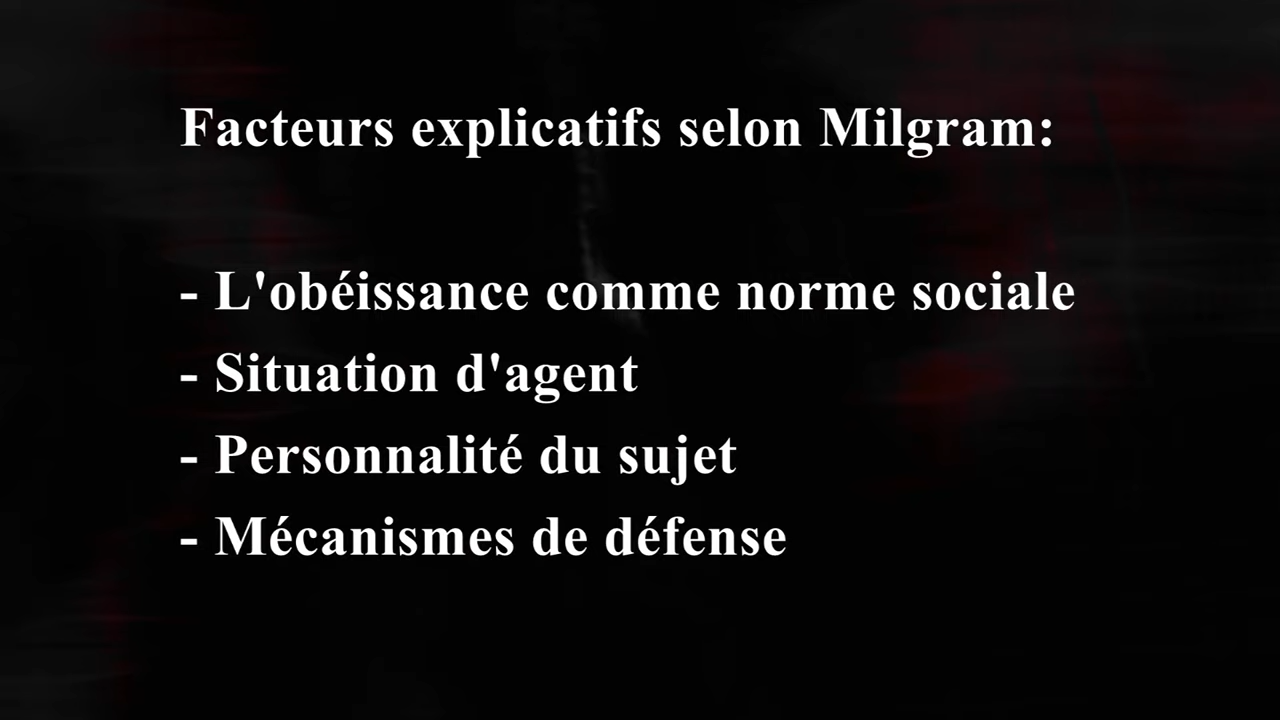 Facteurs explicatifs selon Milgram:
- L'obéissance comme norme sociale
- Situation d'agent
- Personnalité du sujet
- Mécanismes de défense